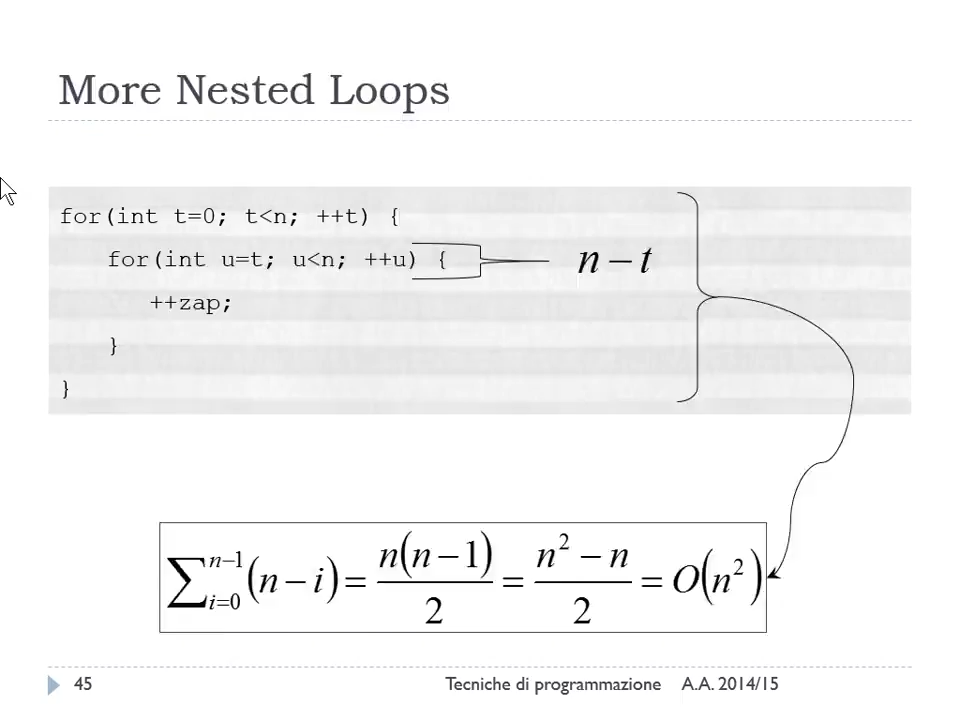 More Nested Loops
for(int t=0; t<n; ++t) {
for(int u=t; u<n; ++u) {
n − t
++zap;
}
}
∑_{i=0}^{n−1} (n − i) = n(n − 1)/2 = (n² − n)/2 = O(n²)
45 Tecniche di programmazione A.A. 2014/15